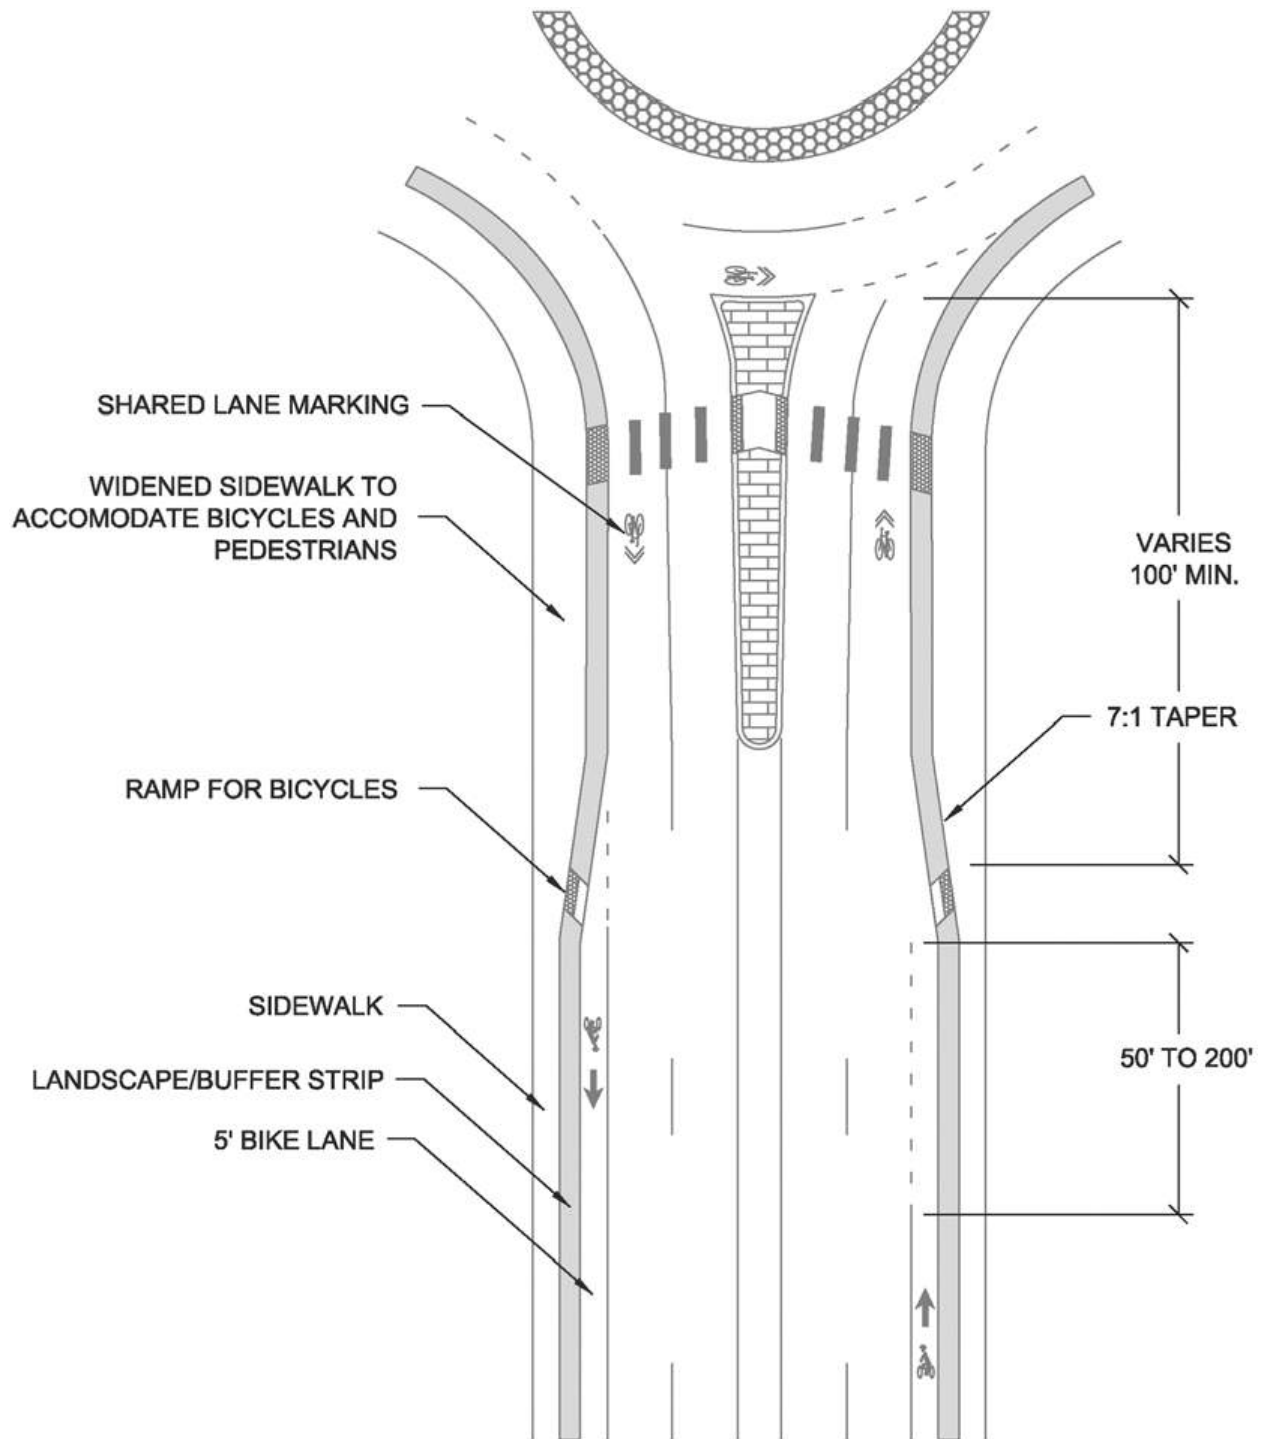 SHARED LANE MARKING
WIDENED SIDEWALK TO
ACCOMODATE BICYCLES AND
PEDESTRIANS
VARIES
100' MIN.
7:1 TAPER
RAMP FOR BICYCLES
SIDEWALK
50' TO 200'
LANDSCAPE/BUFFER STRIP
5' BIKE LANE